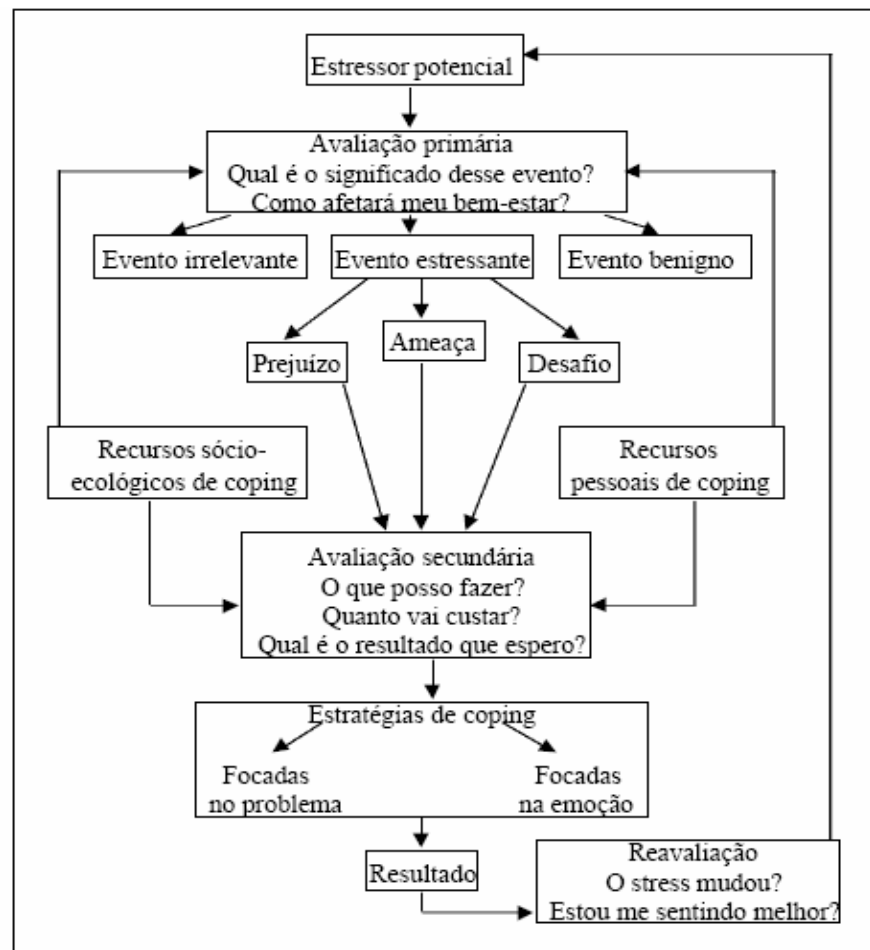 Estressor potencial
Avaliação primária
Qual é o significado desse evento?
Como afetará meu bem-estar?
Evento irrelevante
Evento estressante
Evento benigno
Prejuízo
Ameaça
Desafio
Recursos sócio-
ecológicos de coping
Recursos
pessoais de coping
Avaliação secundária
O que posso fazer?
Quanto vai custar?
Qual é o resultado que espero?
Estratégias de coping
Focadas
no problema
Focadas
na emoção
Resultado
Reavaliação
O stress mudou?
Estou me sentindo melhor?